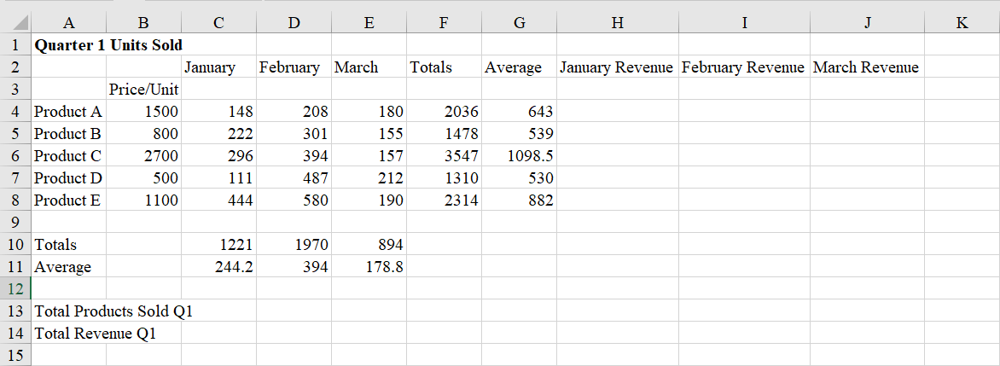 A B C D E F G H I J K
1 Quarter 1 Units Sold
2 January February March Totals Average January Revenue February Revenue March Revenue
3 Price/Unit
4 Product A 1500 148 208 180 2036 643
5 Product B 800 222 301 155 1478 539
6 Product C 2700 296 394 157 3547 1098.5
7 Product D 500 111 487 212 1310 530
8 Product E 1100 444 580 190 2314 882
9
10 Totals 1221 1970 894
11 Average 244.2 394 178.8
12
13 Total Products Sold Q1
14 Total Revenue Q1
15